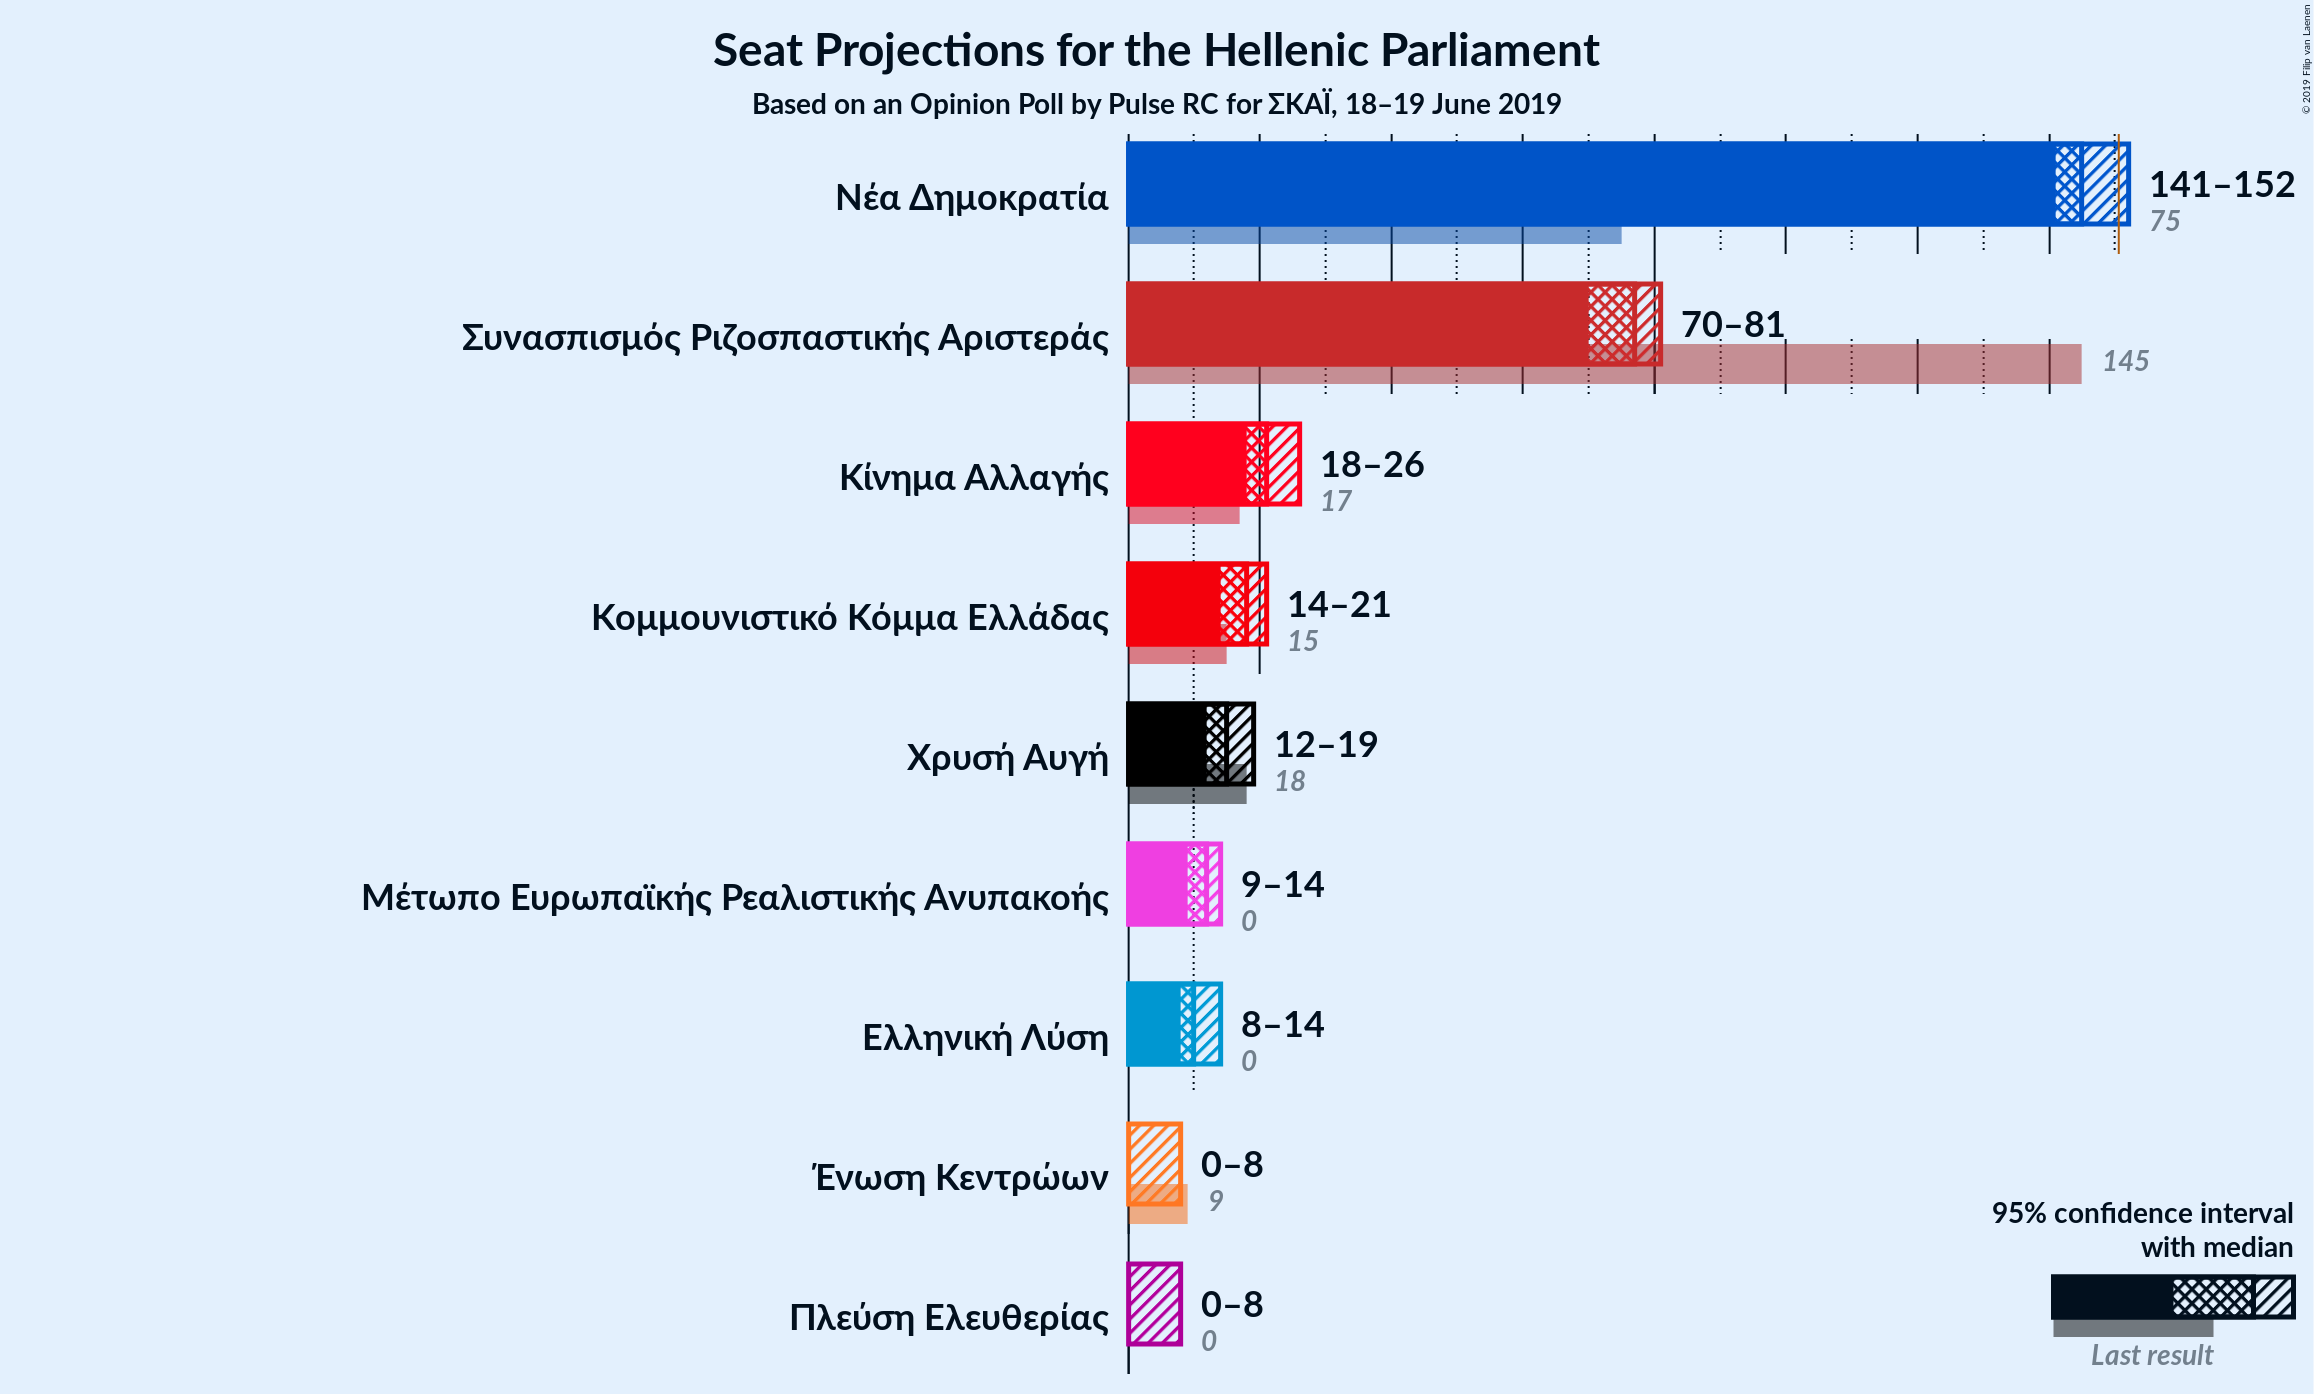 Seat Projections for the Hellenic Parliament
Based on an Opinion Poll by Pulse RC for ΣΚΑΪ, 18–19 June 2019
© 2019 Filip van Laenen
Νέα Δημοκρατία
141–152
75
Συνασπισμός Ριζοσπαστικής Αριστεράς
70–81
145
Κίνημα Αλλαγής
18–26
17
Κομμουνιστικό Κόμμα Ελλάδας
14–21
15
Χρυσή Αυγή
12–19
18
Μέτωπο Ευρωπαϊκής Ρεαλιστικής Ανυπακοής
9–14
0
Ελληνική Λύση
8–14
0
Ένωση Κεντρώων
0–8
9
Πλεύση Ελευθερίας
0–8
0
95% confidence interval
with median
Last result